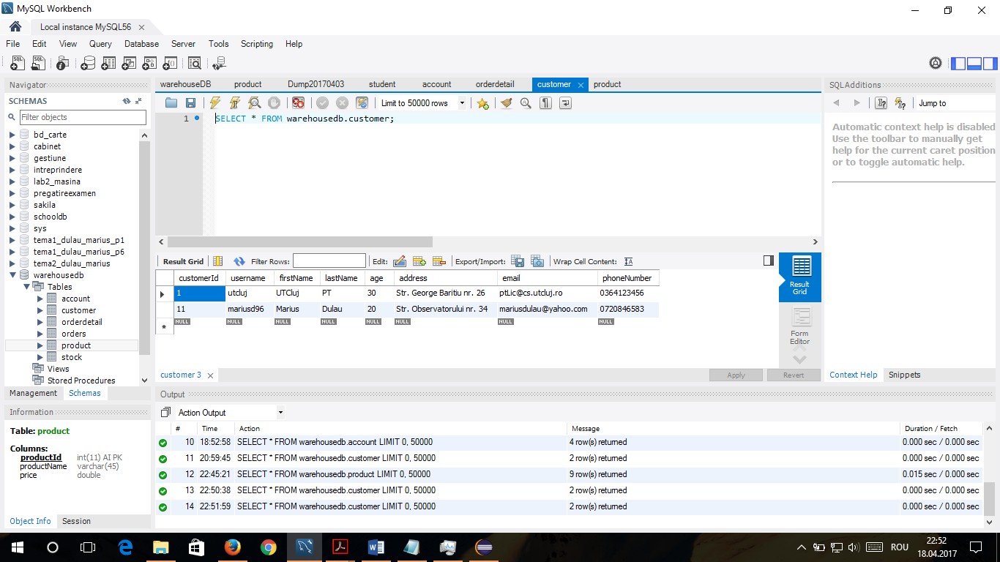 MySQL Workbench
Local instance MySQL56
File Edit View Query Database Server Tools Scripting Help
Navigator
SCHEMAS
Filter objects
bd_carte
cabinet
gestiune
intreprindere
lab2_masina
pregatireexamen
sakila
schooldb
sys
tema1_dulau_marius_p1
tema1_dulau_marius_p6
tema2_dulau_marius
warehousedb
Tables
account
customer
orderdetail
orders
product
stock
Views
Stored Procedures
Management Schemas
Information
Table: product
Columns:
productId int(11) AI PK
productName varchar(45)
price double
Object Info Session
warehouseDB product Dump20170403 student account orderdetail customer product
Limit to 50000 rows
1 SELECT * FROM warehousedb.customer;
Result Grid Filter Rows: Edit: Export/Import: Wrap Cell Content:
customerId username firstName lastName age address email phoneNumber
1 utcluj UTCluj PT 30 Str. George Baritiu nr. 26 ptLic@cs.utcluj.ro 0364123456
11 mariusd96 Marius Dulau 20 Str. Observatorului nr. 34 mariusdulau@yahoo.com 0720846583
NULL NULL NULL NULL NULL NULL NULL NULL
Result Grid
Form Editor
customer 3 Apply Revert
SQLAdditions
Jump to
Automatic context help is disabled
Use the toolbar to manually get
help for the current caret position
or to toggle automatic help.
Context Help Snippets
Output
Action Output
# Time Action Message Duration / Fetch
10 18:52:58 SELECT * FROM warehousedb.account LIMIT 0, 50000 4 row(s) returned 0.000 sec / 0.000 sec
11 20:59:45 SELECT * FROM warehousedb.customer LIMIT 0, 50000 2 row(s) returned 0.000 sec / 0.000 sec
12 22:45:21 SELECT * FROM warehousedb.product LIMIT 0, 50000 9 row(s) returned 0.015 sec / 0.000 sec
13 22:50:38 SELECT * FROM warehousedb.customer LIMIT 0, 50000 2 row(s) returned 0.000 sec / 0.000 sec
14 22:51:59 SELECT * FROM warehousedb.customer LIMIT 0, 50000 2 row(s) returned 0.000 sec / 0.000 sec
ROU
22:52
18.04.2017